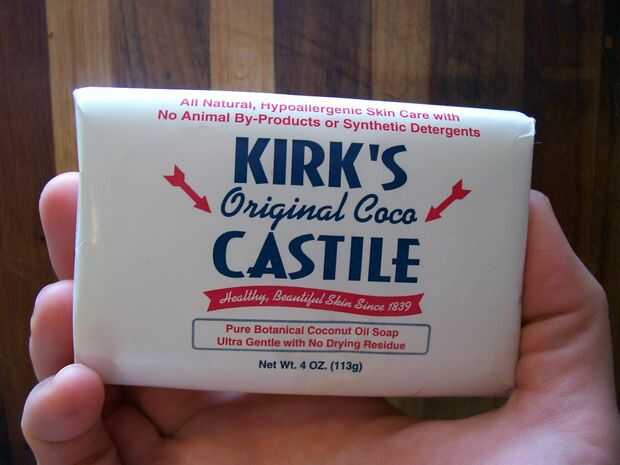 All Natural, Hypoallergenic Skin Care with
No Animal By-Products or Synthetic Detergents
KIRK'S
Original Coco
CASTILE
Healthy, Beautiful Skin Since 1839
Pure Botanical Coconut Oil Soap
Ultra Gentle with No Drying Residue
Net Wt. 4 OZ. (113g)